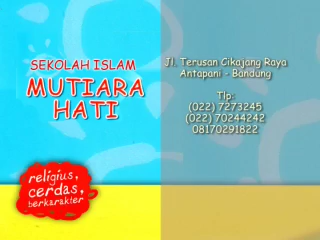 SEKOLAH ISLAM
MUTIARA
HATI
religius,
cerdas,
berkarakter
Jl. Terusan Cikajang Raya
Antapani - Bandung
Tlp:
(022) 7273245
(022) 70244242
08170291822